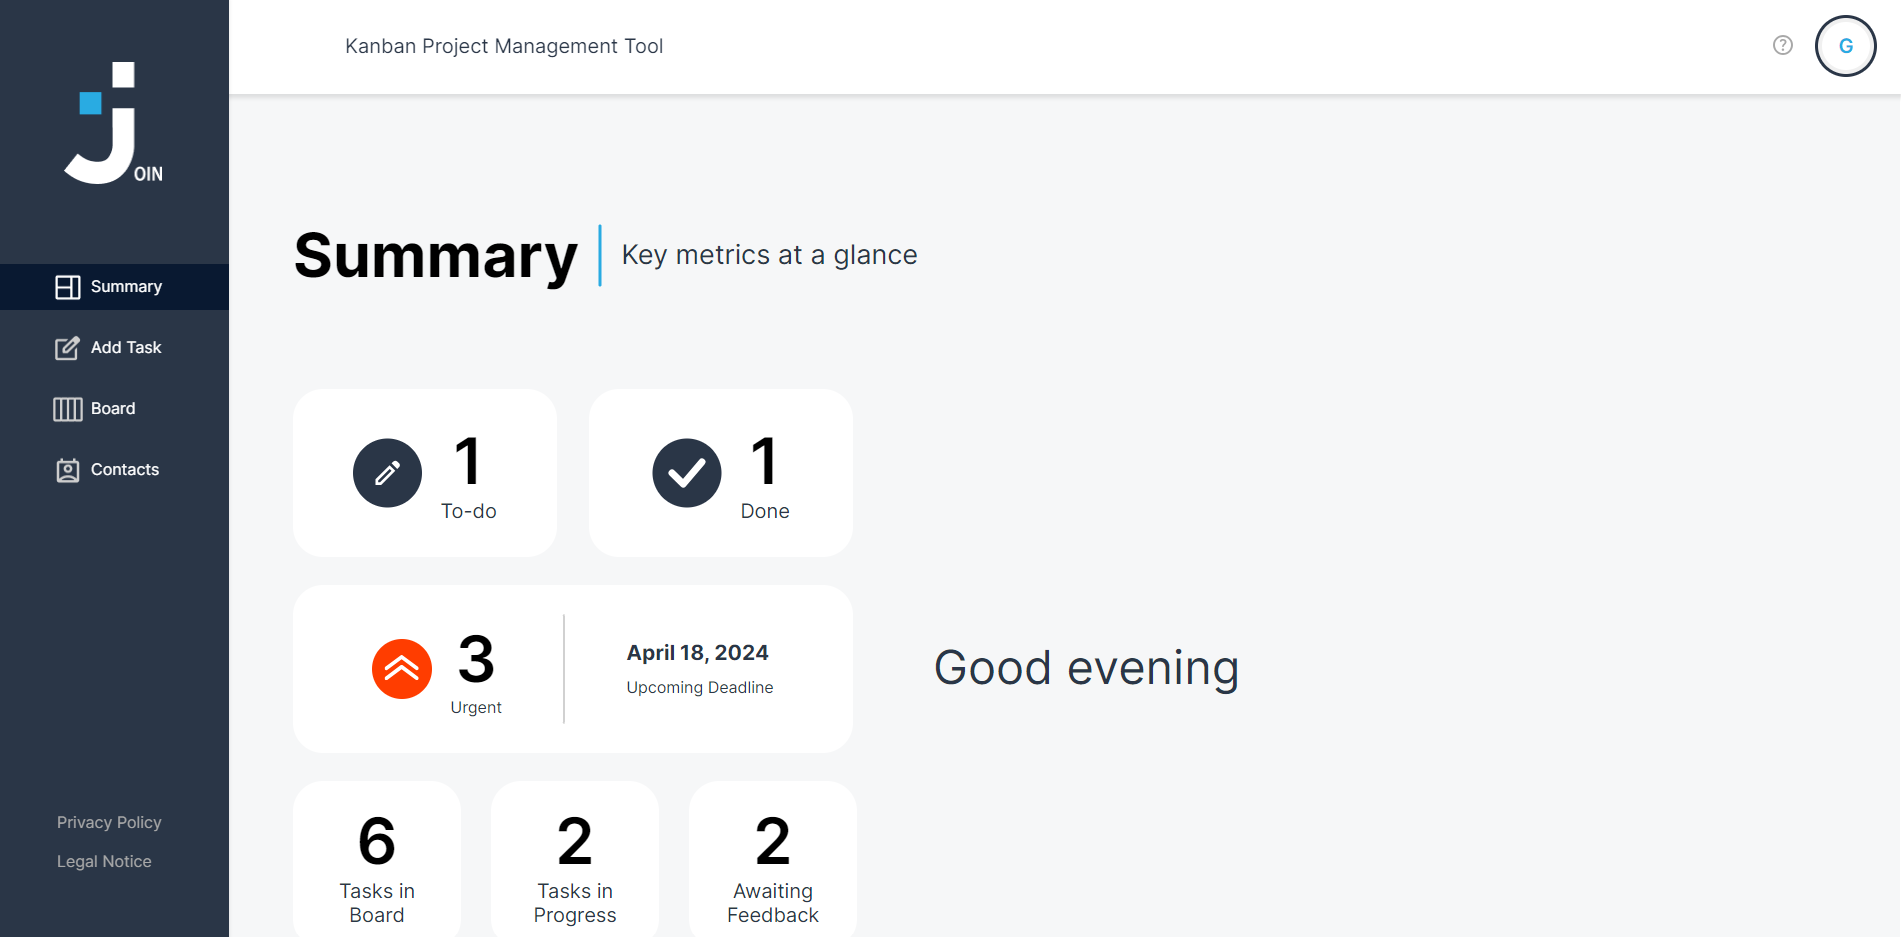 Kanban Project Management Tool
G
OIN
Summary
Add Task
Board
Contacts
Privacy Policy
Legal Notice
Summary
Key metrics at a glance
1
To-do
1
Done
3
Urgent
April 18, 2024
Upcoming Deadline
Good evening
6
Tasks in
Board
2
Tasks in
Progress
2
Awaiting
Feedback